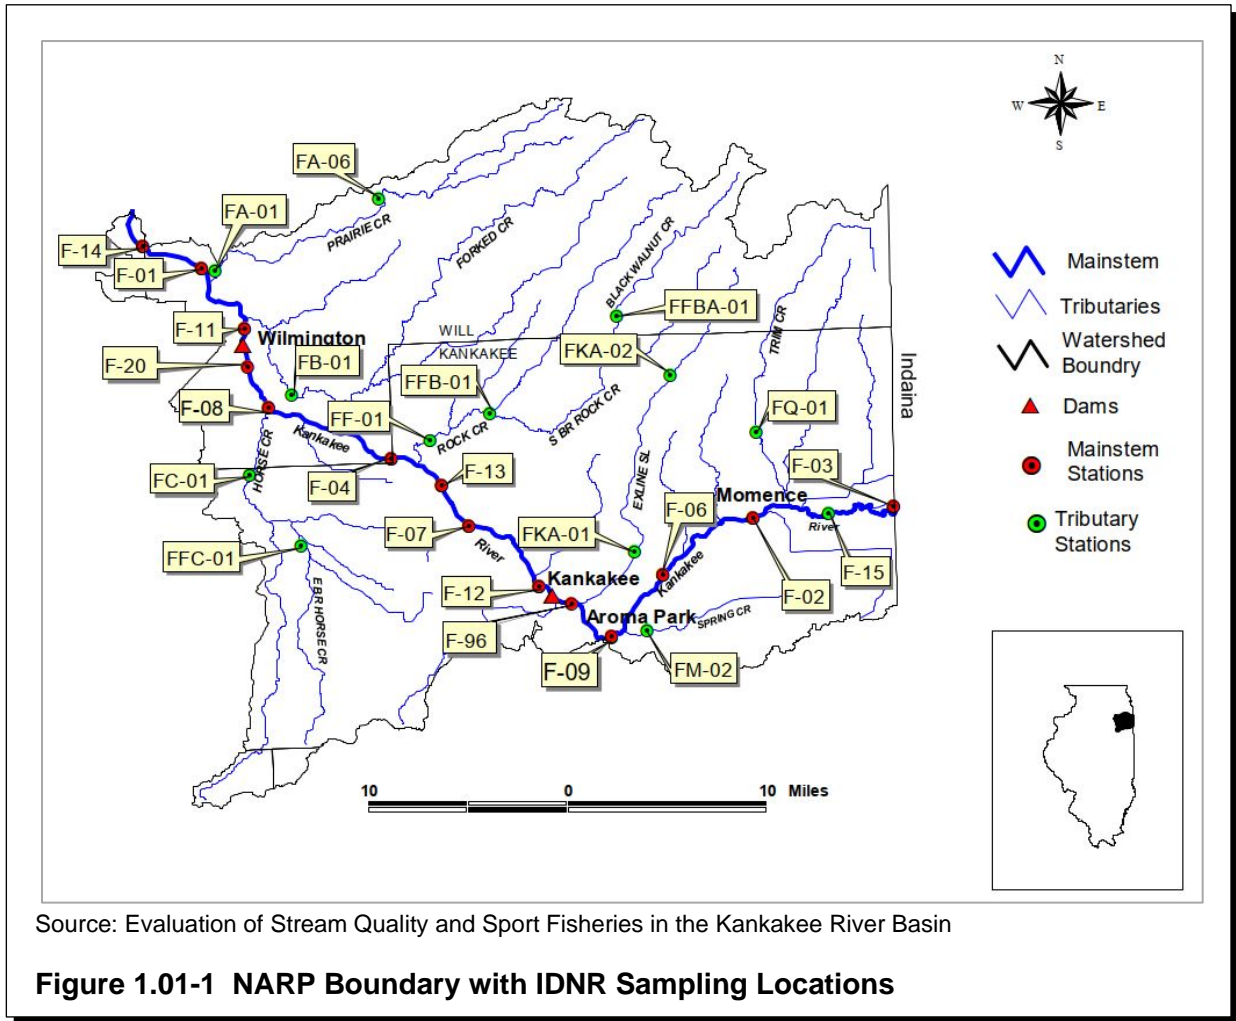 N
W E
S
FA-06
FA-01
PRAIRIE CR
FORKED CR
F-14
F-01
BLACK WALNUT CR
Mainstem
Tributaries
Watershed
Boundry
Dams
Mainstem
Stations
Tributary
Stations
F-11
Wilmington
WILL
KANKAKEE
FFBA-01
TRIM CR
F-20
FB-01
FKA-02
Indaina
FFB-01
F-08
FF-01
Kankakee
ROCK CR
S BR ROCK CR
FQ-01
HORSE CR
FC-01
F-04
F-13
EXLINE SL
F-03
Momence
F-06
River
F-07
River
FKA-01
FFC-01
F-15
Kankakee
Kankakee
F-12
F-02
E BR HORSE CR
Aroma Park
SPRING CR
F-96
F-09
FM-02
10 0 10 Miles
Source: Evaluation of Stream Quality and Sport Fisheries in the Kankakee River Basin
Figure 1.01-1 NARP Boundary with IDNR Sampling Locations